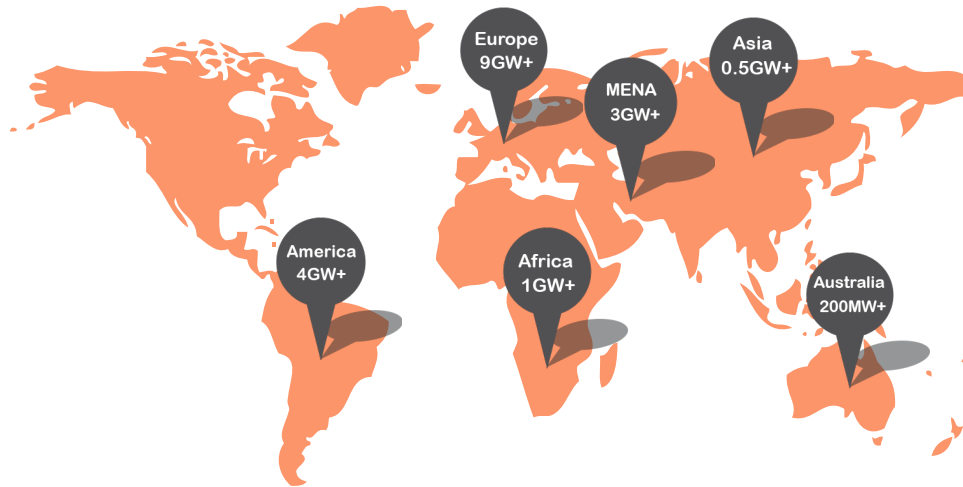 Europe
9GW+
Asia
0.5GW+
MENA
3GW+
America
4GW+
Africa
1GW+
Australia
200MW+